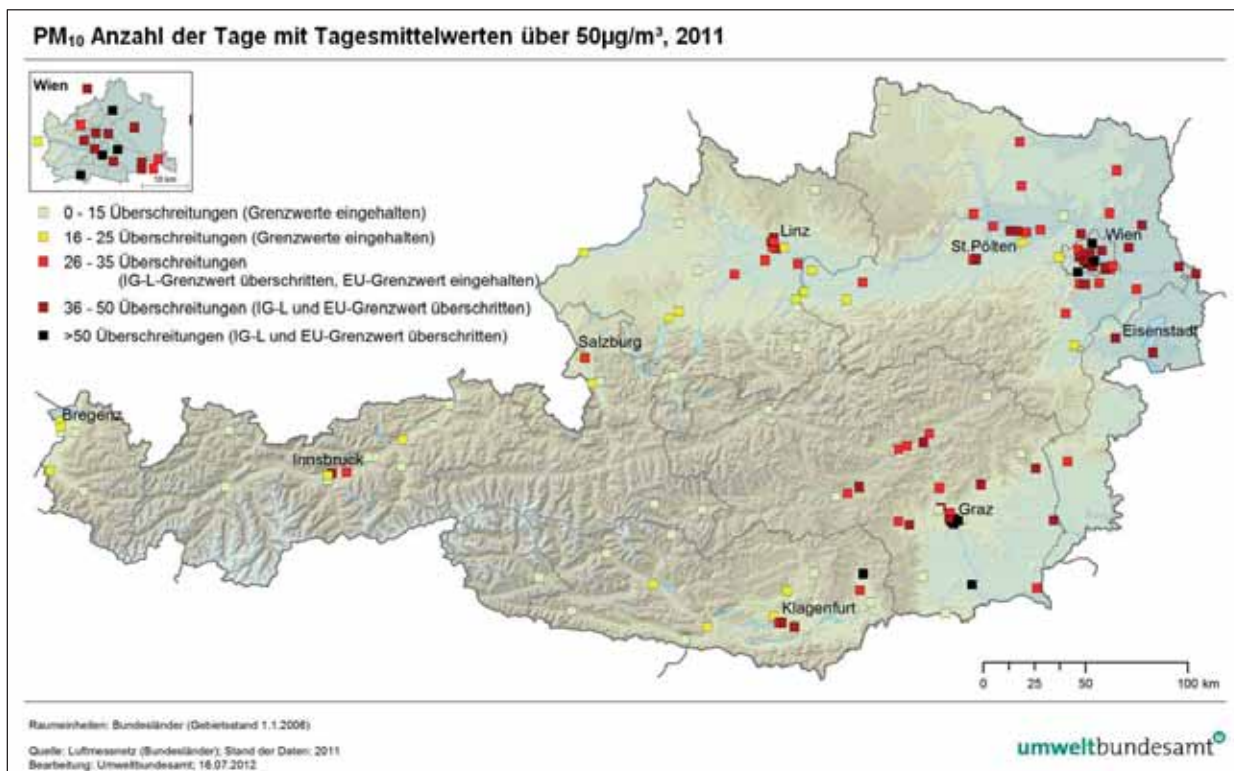 PM₁₀ Anzahl der Tage mit Tagesmittelwerten über 50µg/m³, 2011
Wien
10 km
0 - 15 Überschreitungen (Grenzwerte eingehalten)
16 - 25 Überschreitungen (Grenzwerte eingehalten)
26 - 35 Überschreitungen
(IG-L-Grenzwert überschritten, EU-Grenzwert eingehalten)
36 - 50 Überschreitungen (IG-L und EU-Grenzwert überschritten)
>50 Überschreitungen (IG-L und EU-Grenzwert überschritten)
Linz
St.Pölten
Wien
Eisenstadt
Salzburg
Bregenz
Innsbruck
Graz
Klagenfurt
0 25 50 100 km
Raumeinheiten: Bundesländer (Gebietsstand 1.1.2006)
Quelle: Luftmessnetz (Bundesländer); Stand der Daten: 2011
Bearbeitung: Umweltbundesamt; 16.07.2012
umweltbundesamt